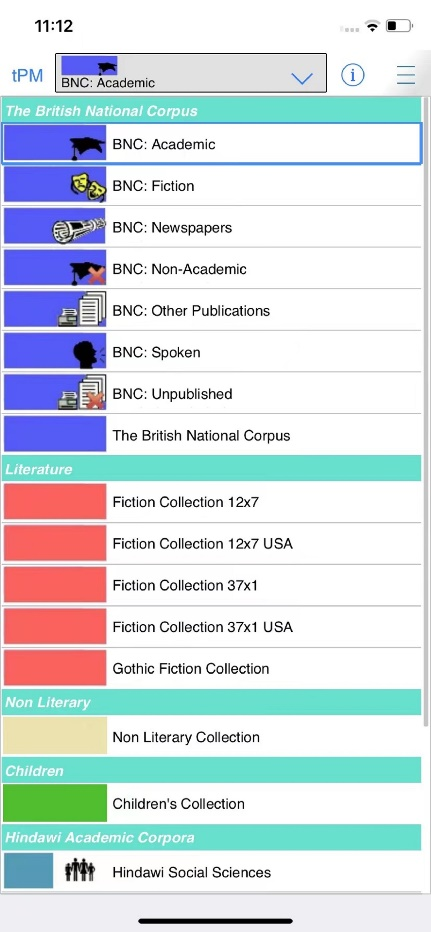 11:12
tPM
BNC: Academic
The British National Corpus
BNC: Academic
BNC: Fiction
BNC: Newspapers
BNC: Non-Academic
BNC: Other Publications
BNC: Spoken
BNC: Unpublished
The British National Corpus
Literature
Fiction Collection 12x7
Fiction Collection 12x7 USA
Fiction Collection 37x1
Fiction Collection 37x1 USA
Gothic Fiction Collection
Non Literary
Non Literary Collection
Children
Children's Collection
Hindawi Academic Corpora
Hindawi Social Sciences